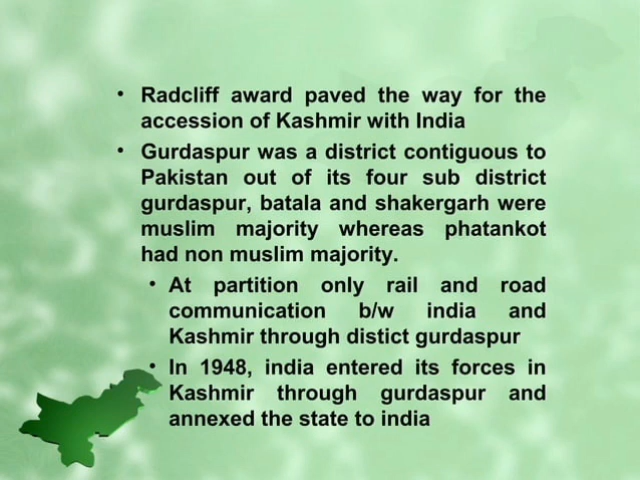 • Radcliff award paved the way for the
accession of Kashmir with India
• Gurdaspur was a district contiguous to
Pakistan out of its four sub district
gurdaspur, batala and shakergarh were
muslim majority whereas phatankot
had non muslim majority.
• At partition only rail and road
communication b/w india and
Kashmir through distict gurdaspur
• In 1948, india entered its forces in
Kashmir through gurdaspur and
annexed the state to india